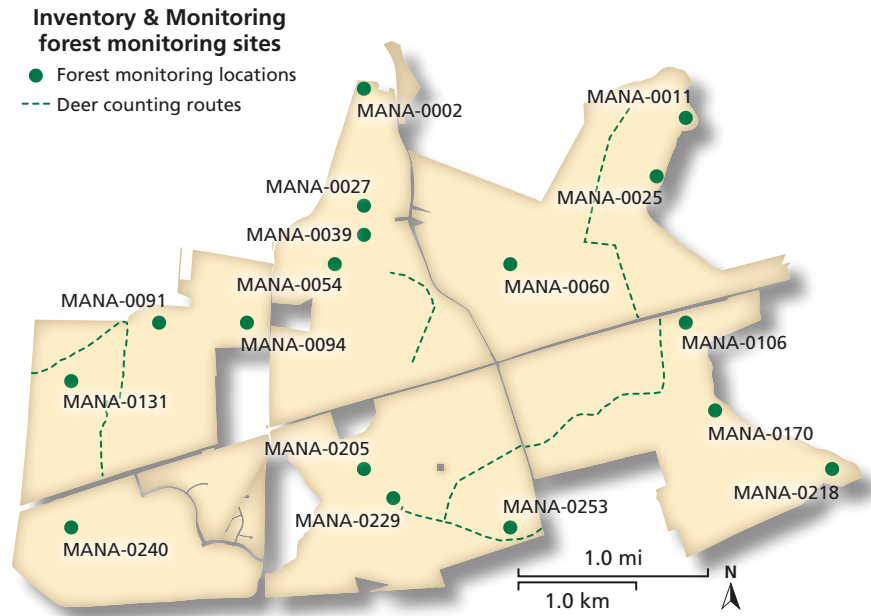 Inventory & Monitoring
forest monitoring sites
Forest monitoring locations
Deer counting routes
MANA-0002
MANA-0011
MANA-0027
MANA-0025
MANA-0039
MANA-0054
MANA-0060
MANA-0091
MANA-0094
MANA-0106
MANA-0131
MANA-0170
MANA-0205
MANA-0218
MANA-0229
MANA-0253
MANA-0240
1.0 mi
N
1.0 km